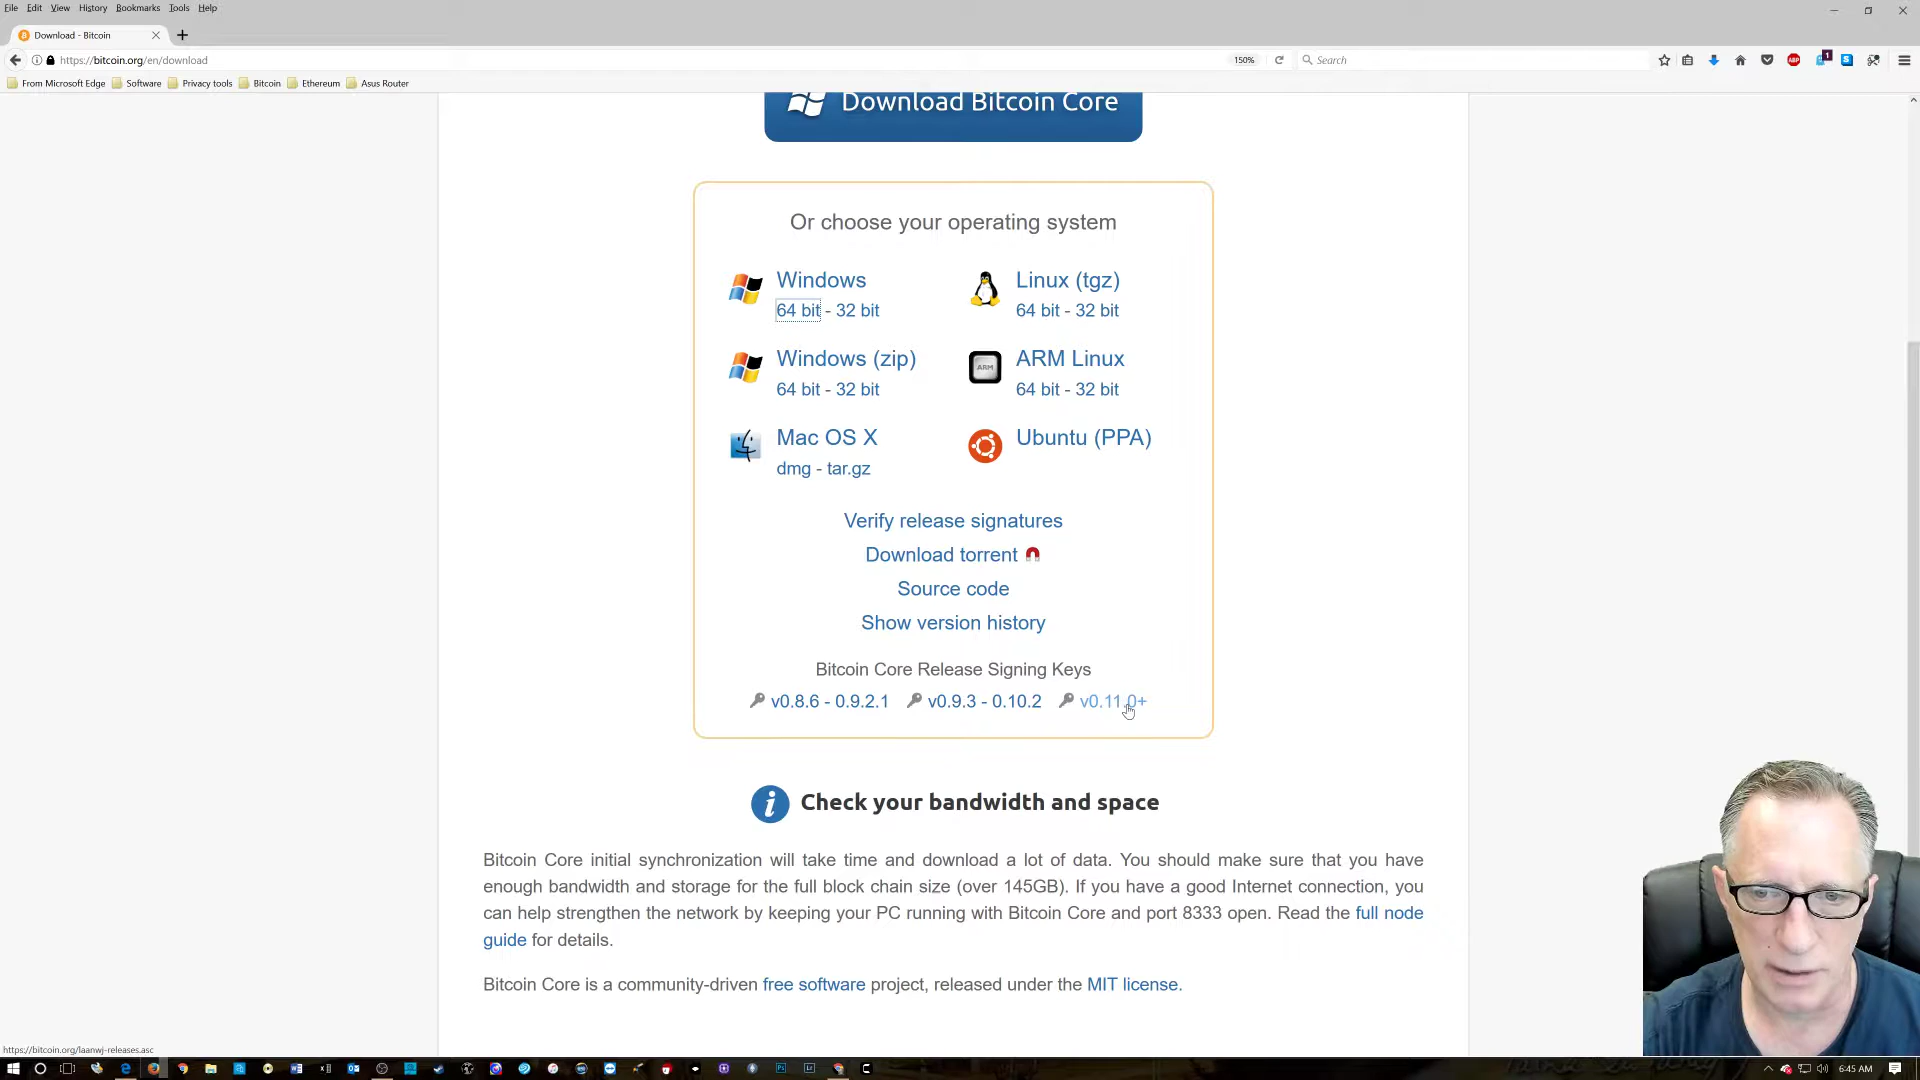 File Edit View History Bookmarks Tools Help
Download - Bitcoin
https://bitcoin.org/en/download 150% Search
From Microsoft Edge Software Privacy tools Bitcoin Ethereum Asus Router
Download Bitcoin Core
Or choose your operating system
Windows
64 bit - 32 bit
Linux (tgz)
64 bit - 32 bit
Windows (zip)
64 bit - 32 bit
ARM Linux
64 bit - 32 bit
Mac OS X
dmg - tar.gz
Ubuntu (PPA)
Verify release signatures
Download torrent
Source code
Show version history
Bitcoin Core Release Signing Keys
v0.8.6 - 0.9.2.1 v0.9.3 - 0.10.2 v0.11.0+
Check your bandwidth and space
Bitcoin Core initial synchronization will take time and download a lot of data. You should make sure that you have
enough bandwidth and storage for the full block chain size (over 145GB). If you have a good Internet connection, you
can help strengthen the network by keeping your PC running with Bitcoin Core and port 8333 open. Read the full node
guide for details.
Bitcoin Core is a community-driven free software project, released under the MIT license.
https://bitcoin.org/laanwj-releases.asc
6:45 AM